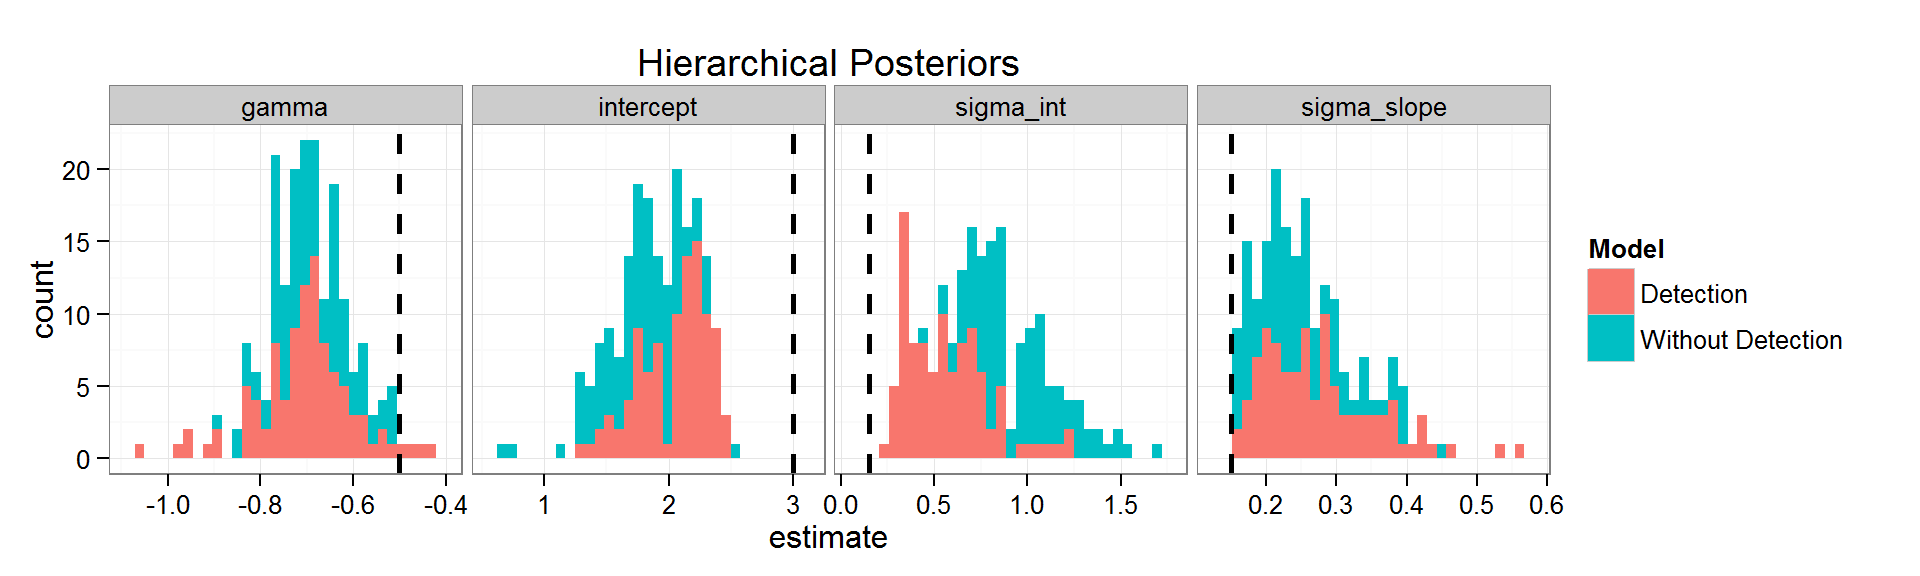 Hierarchical Posteriors
gamma intercept sigma_int sigma_slope
count
20
15
10
5
0
-1.0 -0.8 -0.6 -0.4 1 2 3 0.0 0.5 1.0 1.5 0.2 0.3 0.4 0.5 0.6
estimate
Model
Detection
Without Detection